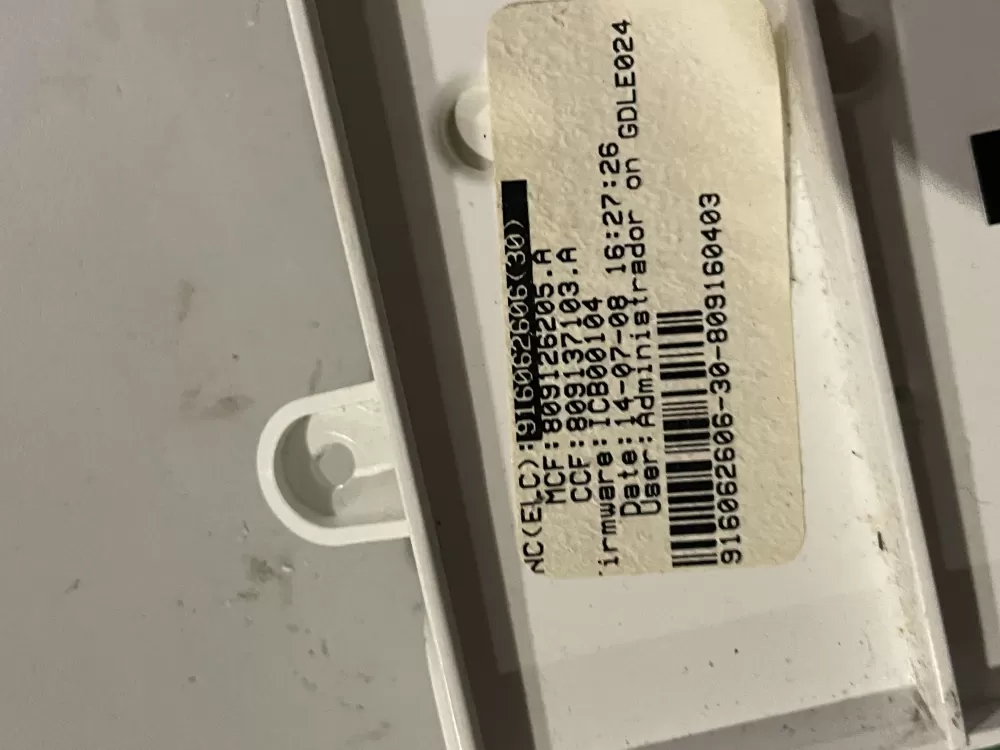 NC(ELC):916062606(30)
MCF:809126205.A
CCF:809137103.A
Firmware:ICB00104
Date:14-07-08 16:27:26
User:Administrador on GDLE024
916062606-30-809160403